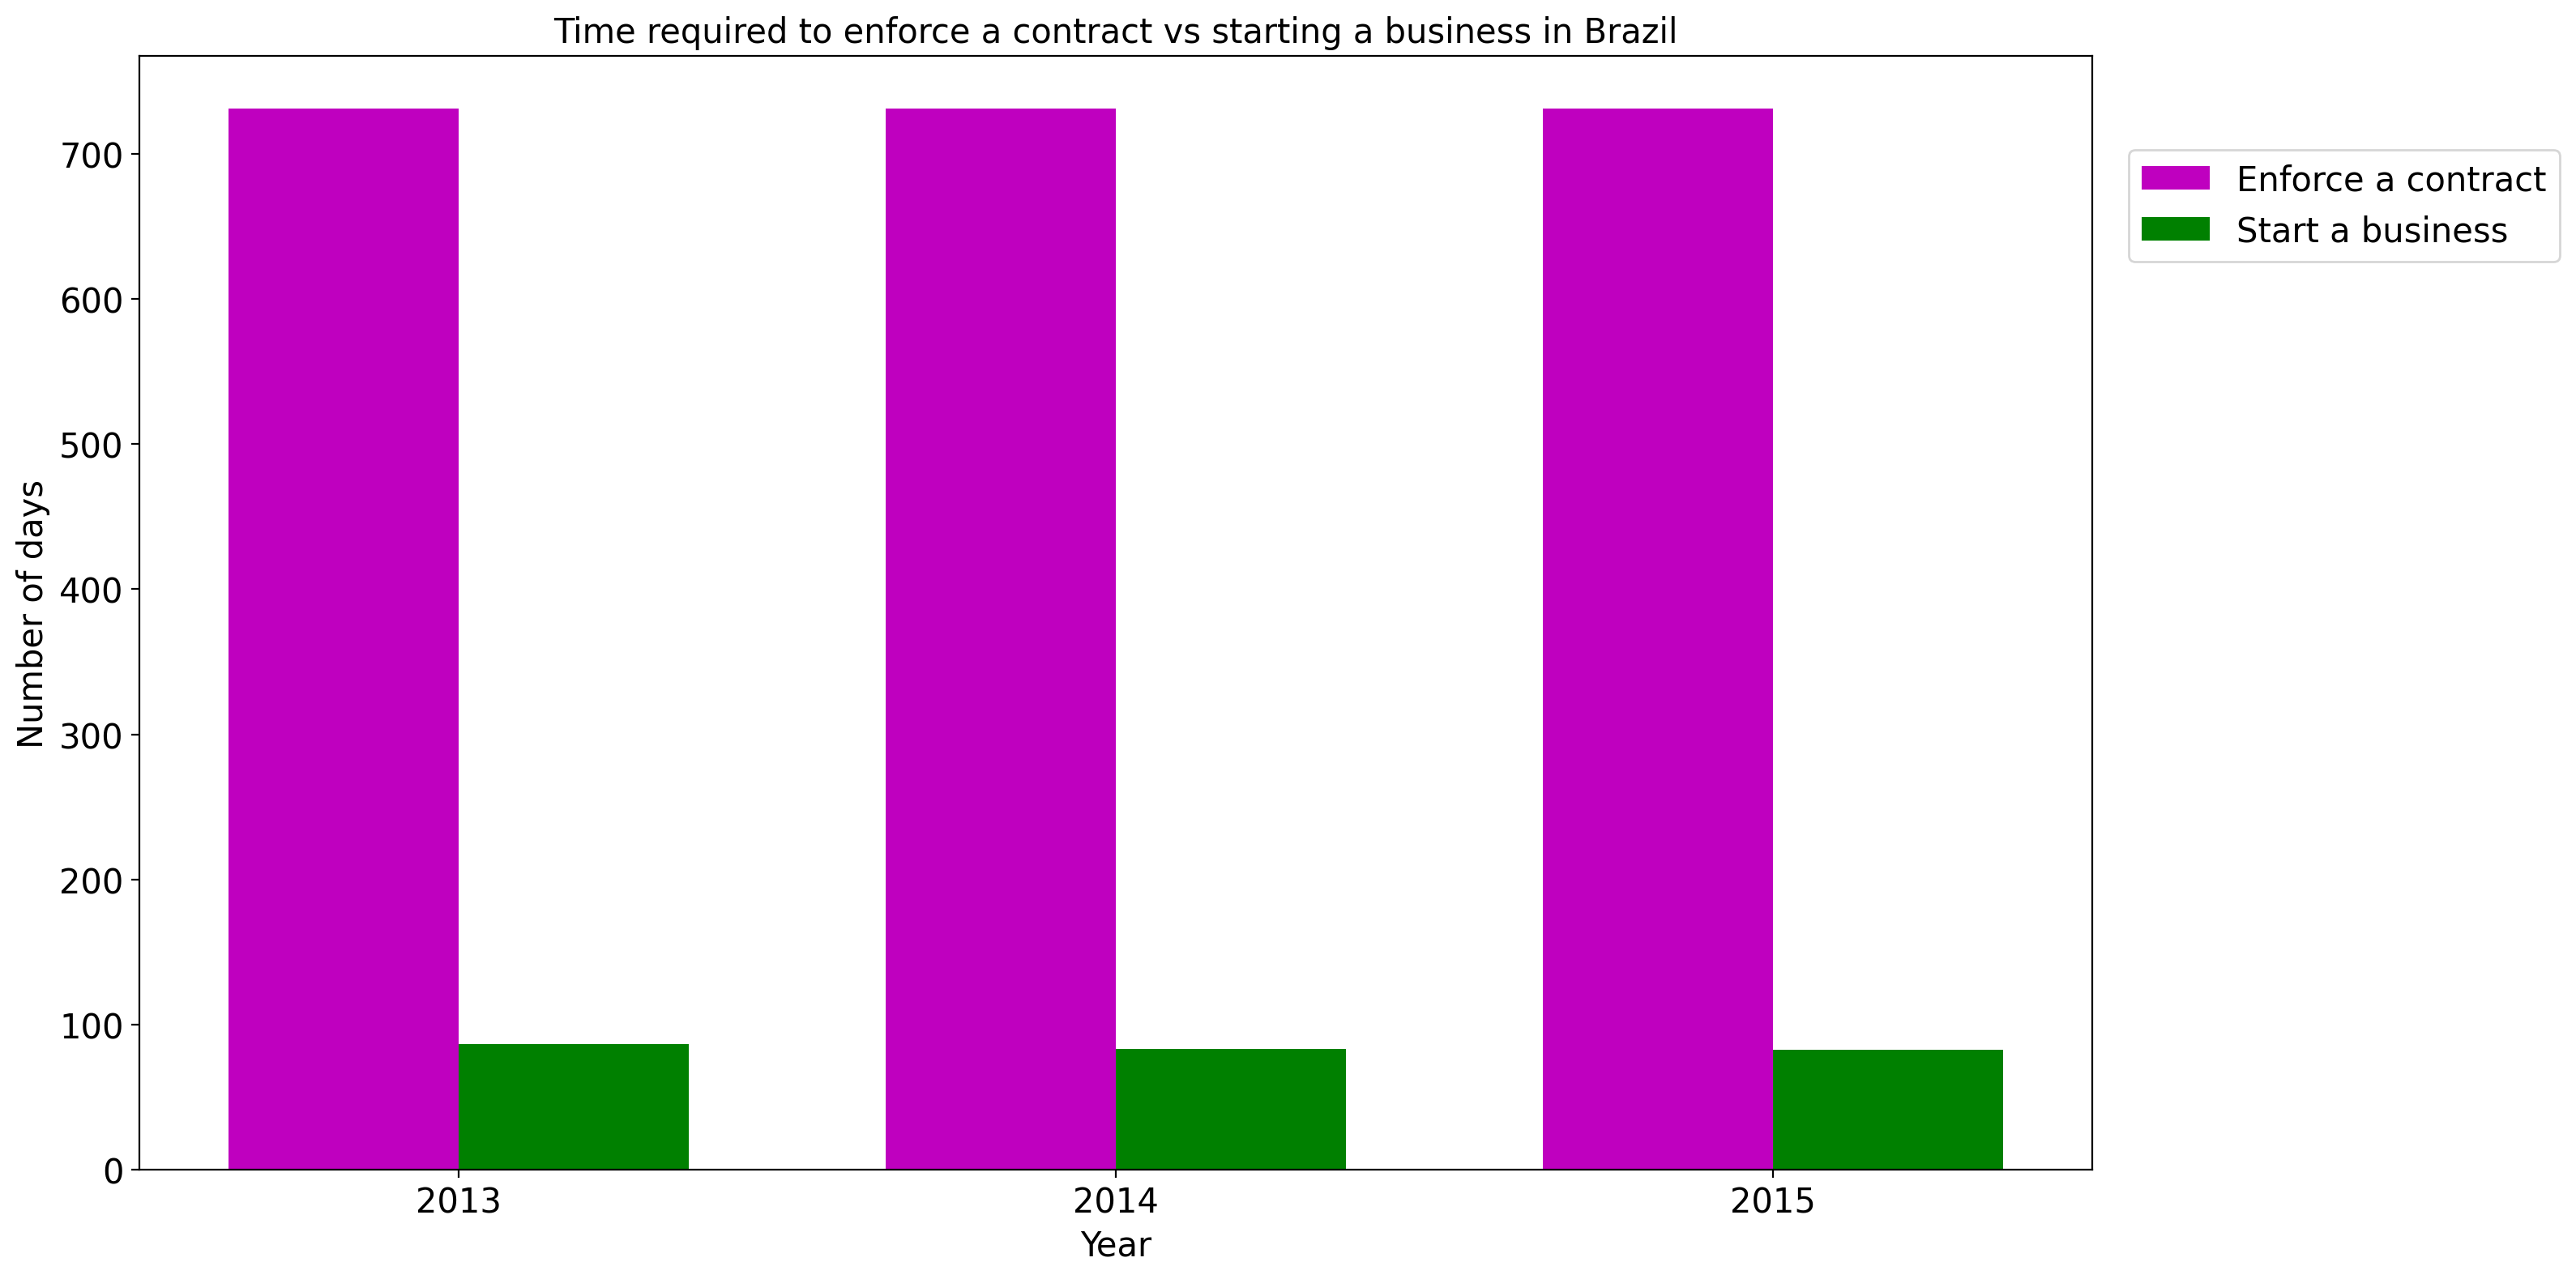 Time required to enforce a contract vs starting a business in Brazil
Number of days
700
600
500
400
300
200
100
0
2013
2014
2015
Year
Enforce a contract
Start a business